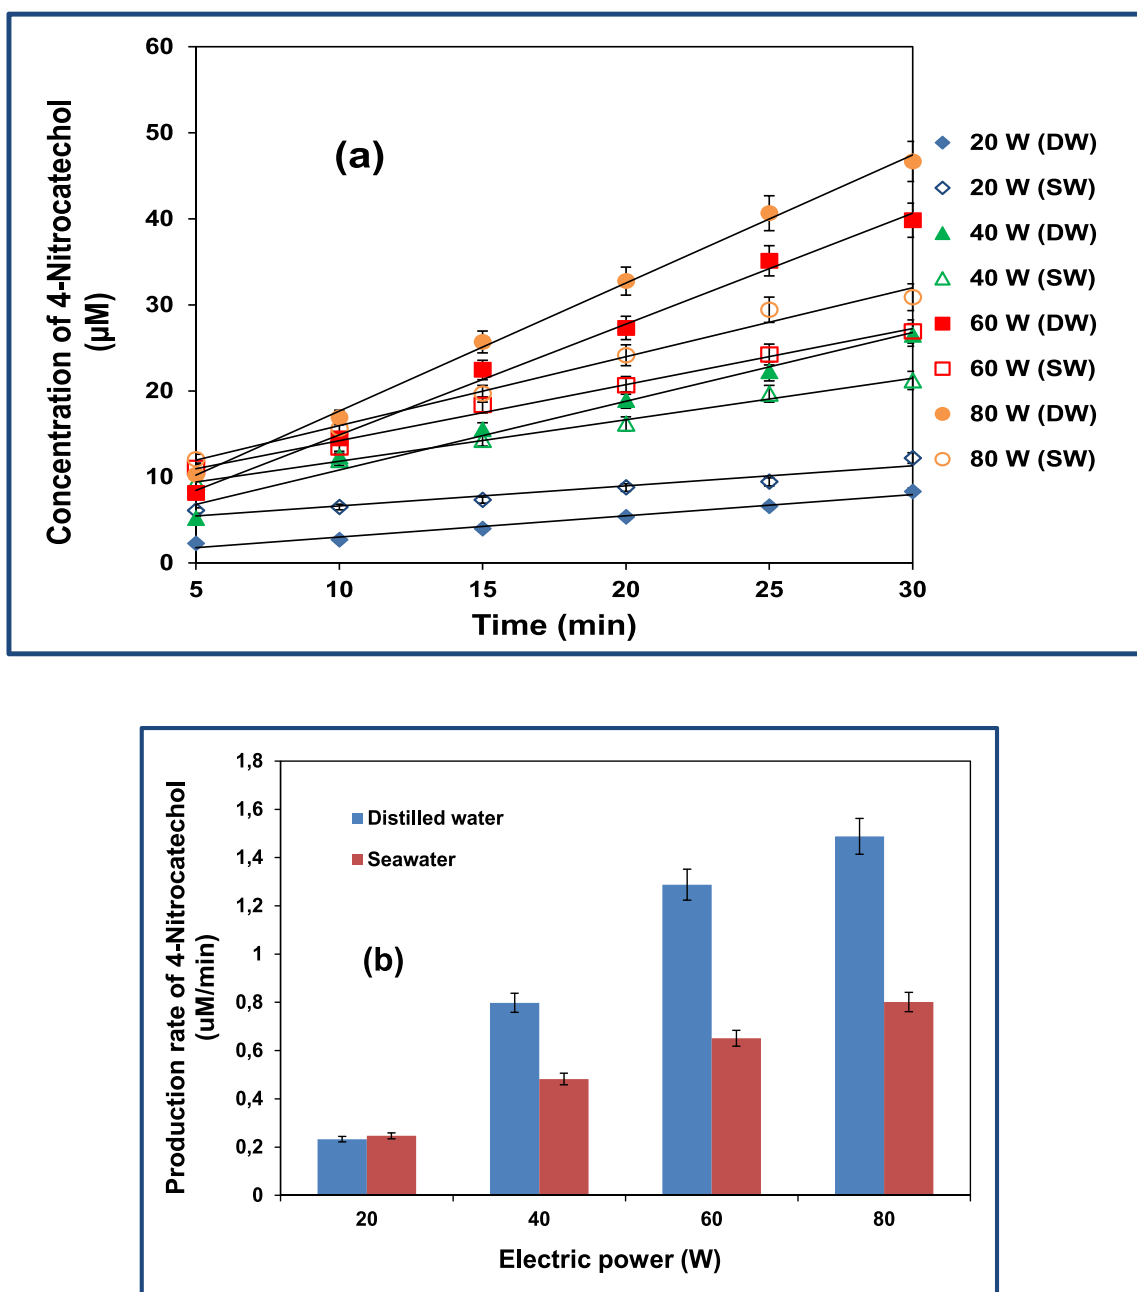 60
50
40
30
20
10
0
Concentration of 4-Nitrocatechol
(µM)
(a)
5 10 15 20 25 30
Time (min)
20 W (DW)
20 W (SW)
40 W (DW)
40 W (SW)
60 W (DW)
60 W (SW)
80 W (DW)
80 W (SW)
1,8
1,6
1,4
1,2
1
0,8
0,6
0,4
0,2
0
Production rate of 4-Nitrocatechol
(uM/min)
Distilled water
Seawater
(b)
20 40 60 80
Electric power (W)